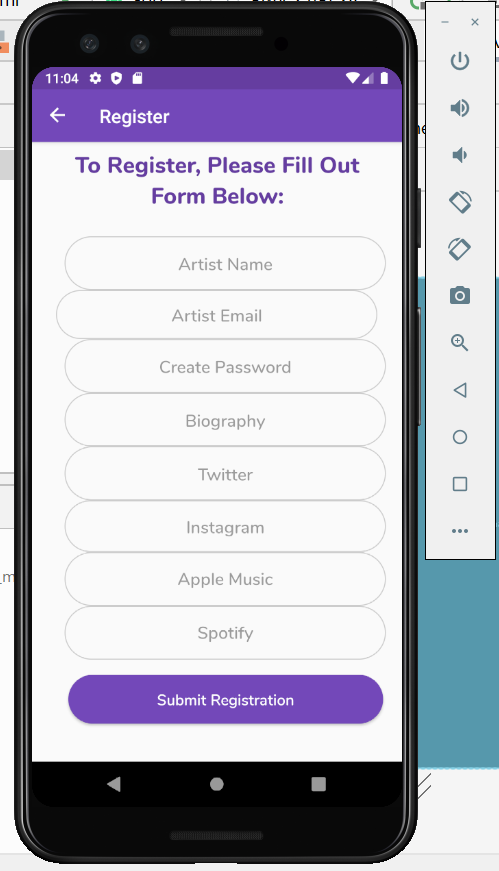 11:04
Register
To Register, Please Fill Out
Form Below:
Artist Name
Artist Email
Create Password
Biography
Twitter
Instagram
Apple Music
Spotify
Submit Registration